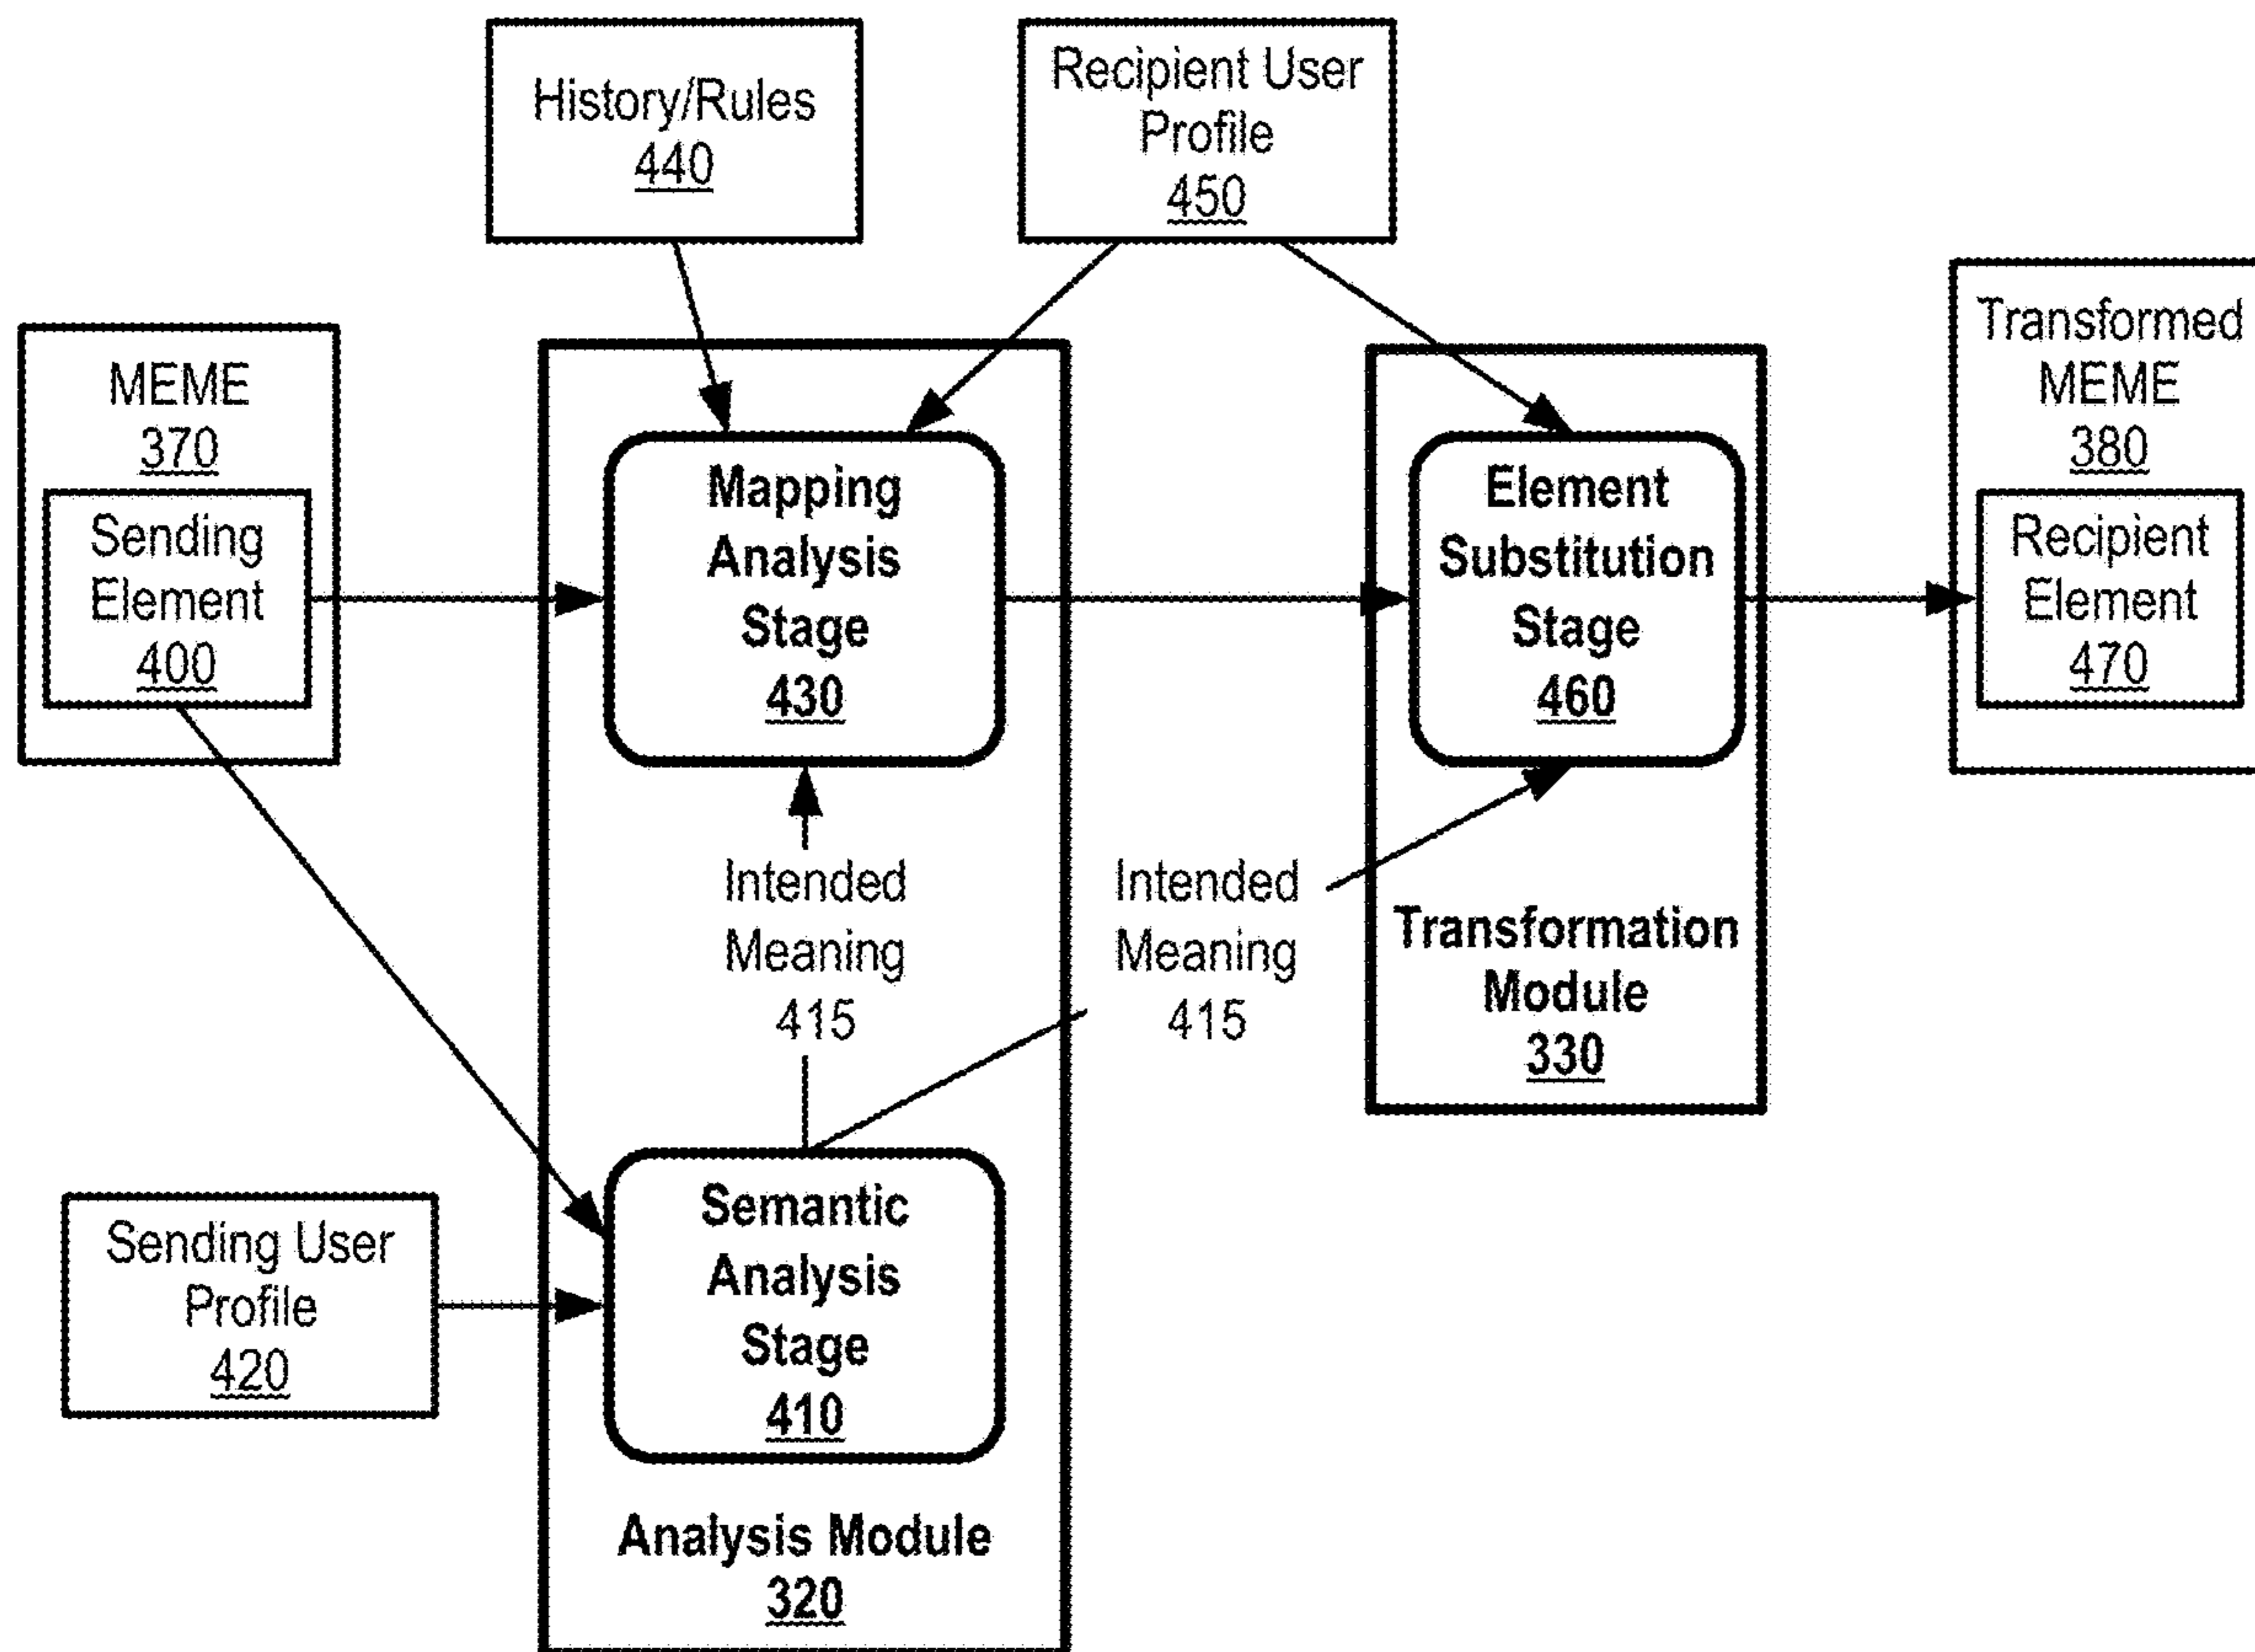 History/Rules
440
Recipient User
Profile
450
MEME
370
Sending
Element
400
Mapping
Analysis
Stage
430
Element
Substitution
Stage
460
Transformed
MEME
380
Recipient
Element
470
Intended
Meaning
415
Intended
Meaning
415
Transformation
Module
330
Sending User
Profile
420
Semantic
Analysis
Stage
410
Analysis Module
320